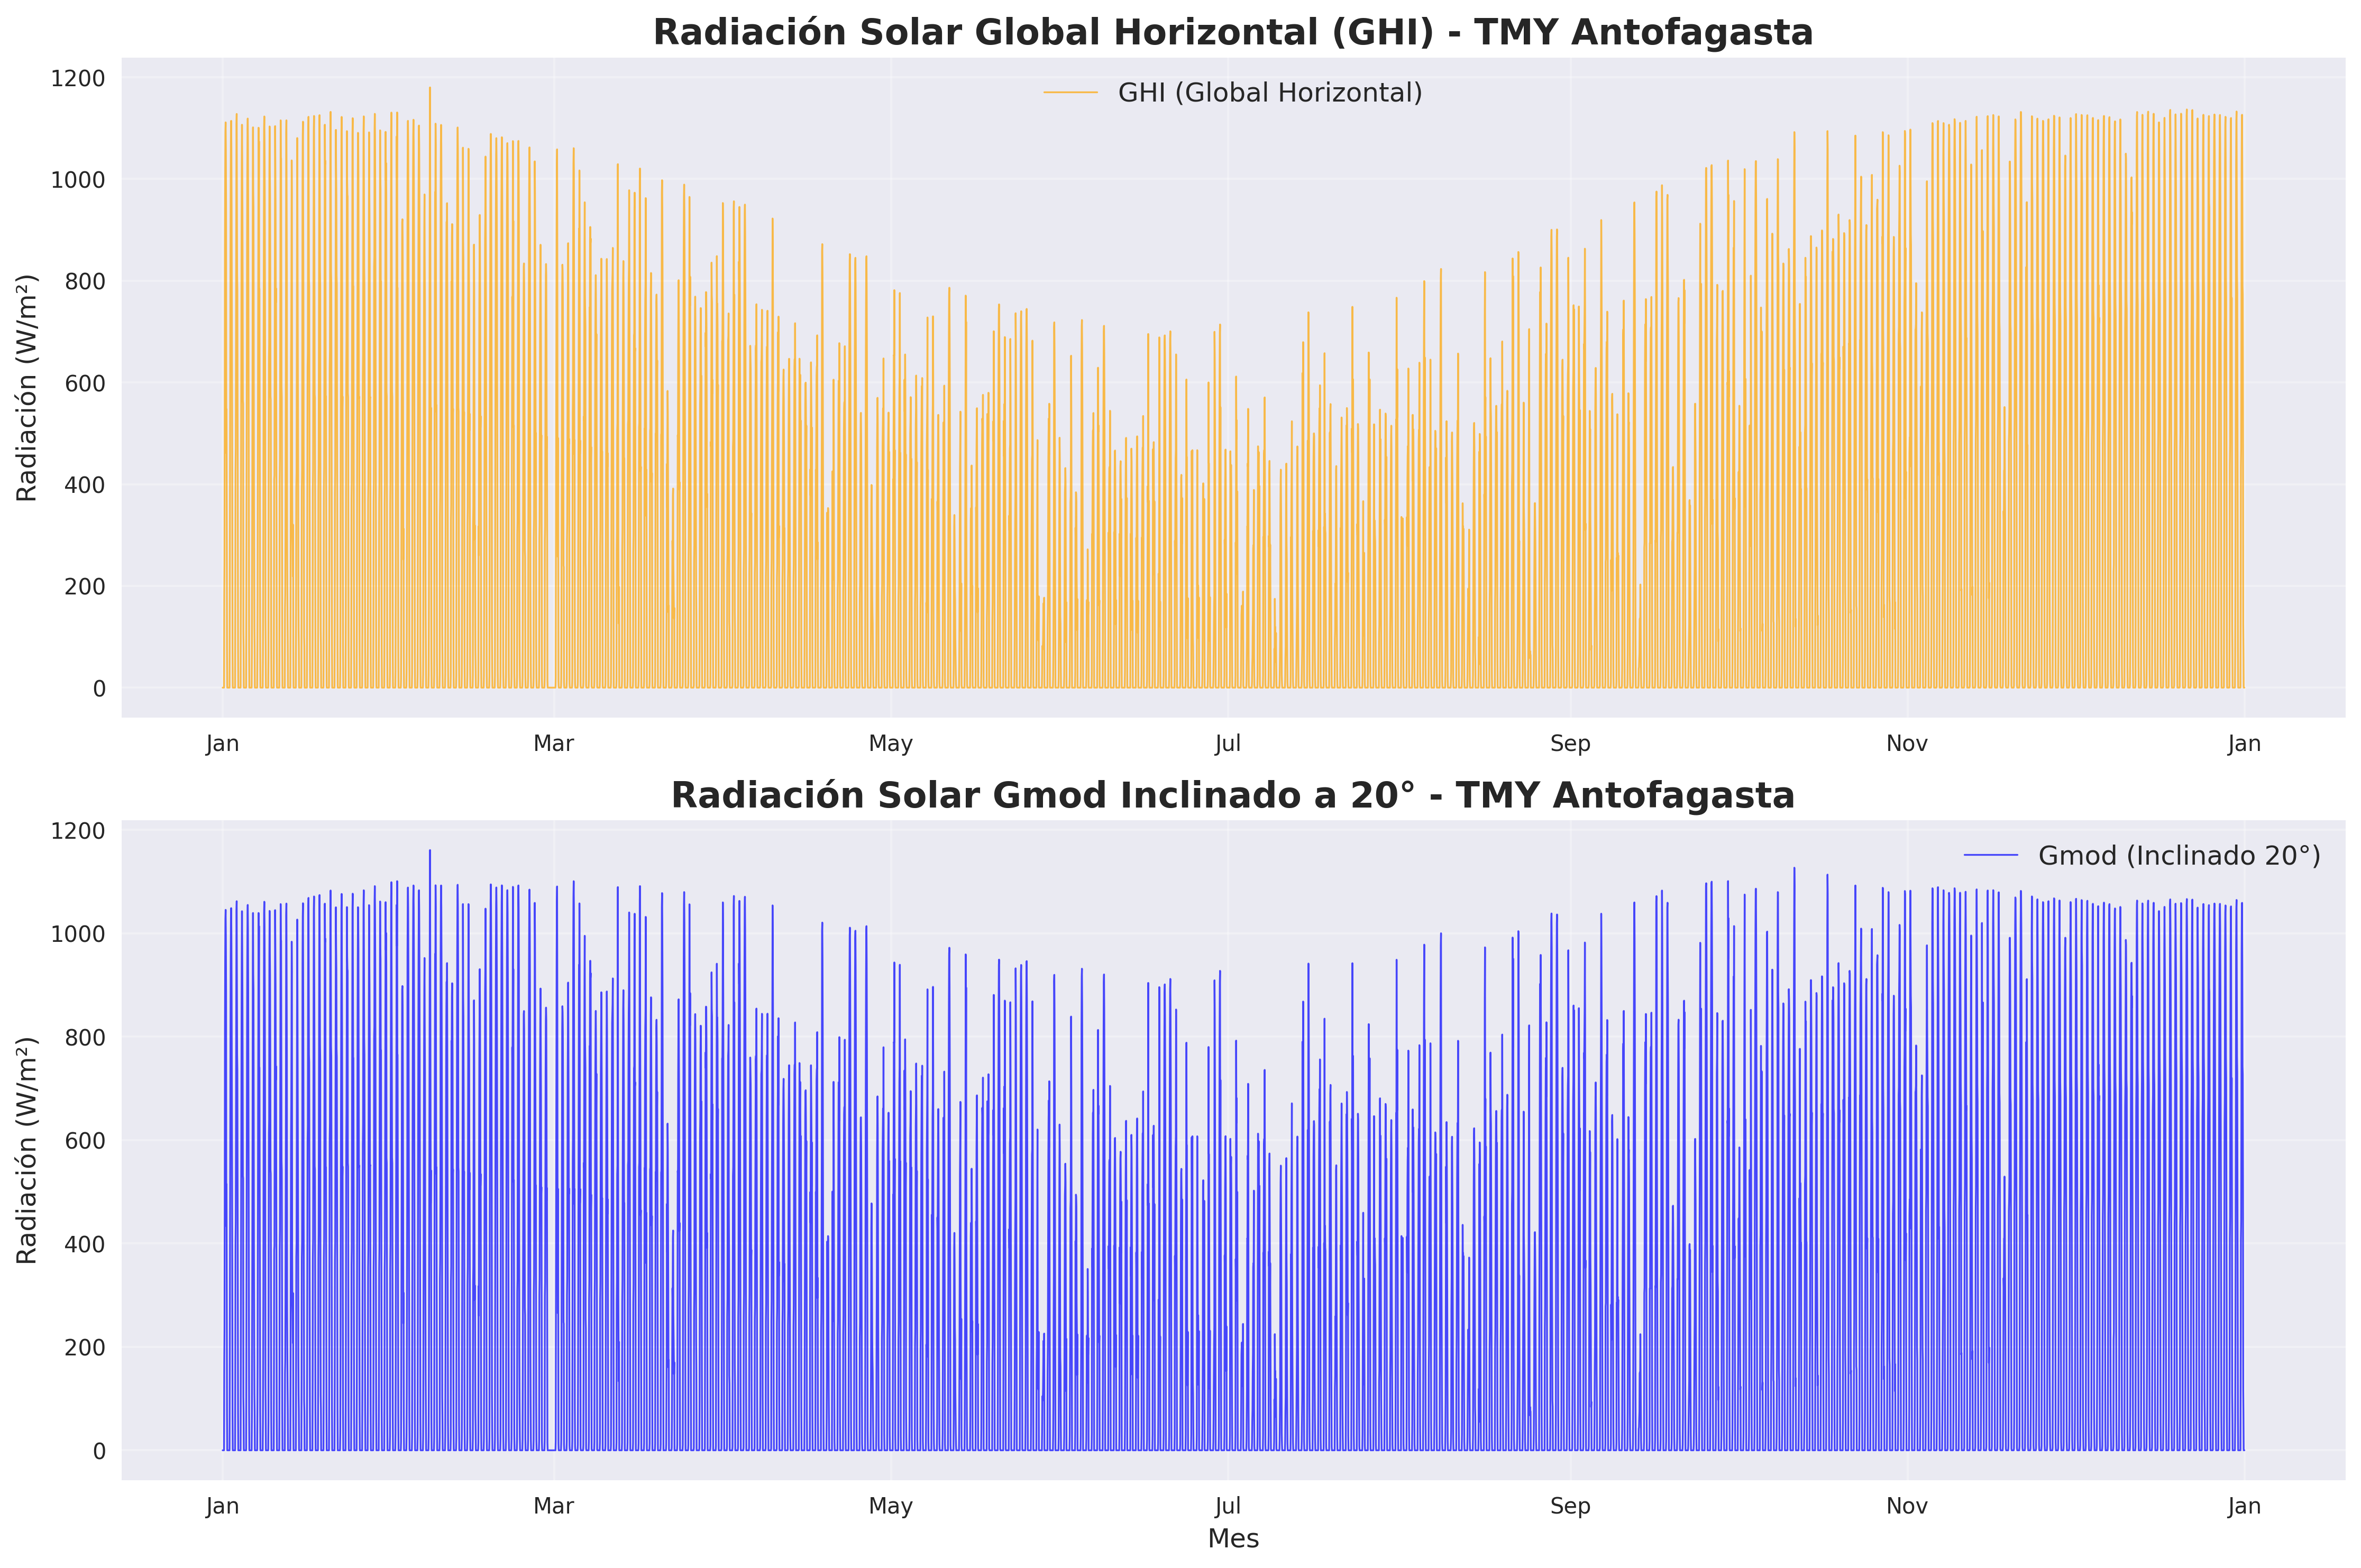 Radiación Solar Global Horizontal (GHI) - TMY Antofagasta
GHI (Global Horizontal)
Radiación (W/m²)
1200
1000
800
600
400
200
0
Jan Mar May Jul Sep Nov Jan
Radiación Solar Gmod Inclinado a 20° - TMY Antofagasta
Gmod (Inclinado 20°)
Radiación (W/m²)
1200
1000
800
600
400
200
0
Jan Mar May Jul Sep Nov Jan
Mes